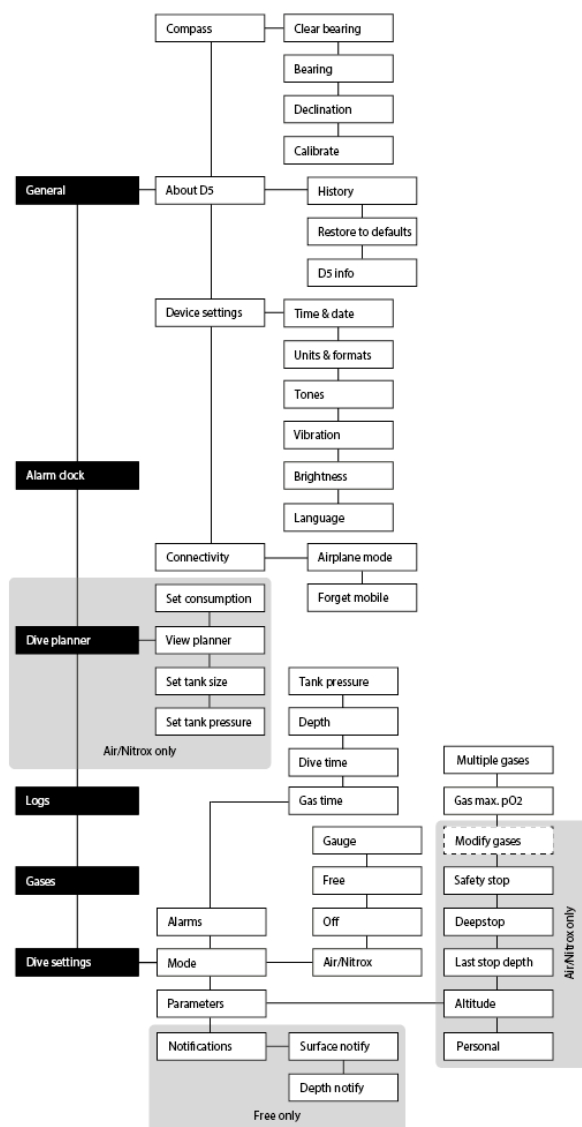 Compass
Clear bearing
Bearing
Declination
Calibrate
General
About D5
History
Restore to defaults
D5 info
Device settings
Time & date
Units & formats
Tones
Vibration
Brightness
Language
Alarm clock
Connectivity
Airplane mode
Forget mobile
Set consumption
Dive planner
View planner
Set tank size
Set tank pressure
Air/Nitrox only
Tank pressure
Depth
Dive time
Gas time
Logs
Multiple gases
Gas max. pO2
Modify gases
Safety stop
Deepstop
Last stop depth
Altitude
Personal
Air/Nitrox only
Gauge
Free
Off
Air/Nitrox
Gases
Alarms
Dive settings
Mode
Parameters
Notifications
Surface notify
Depth notify
Free only